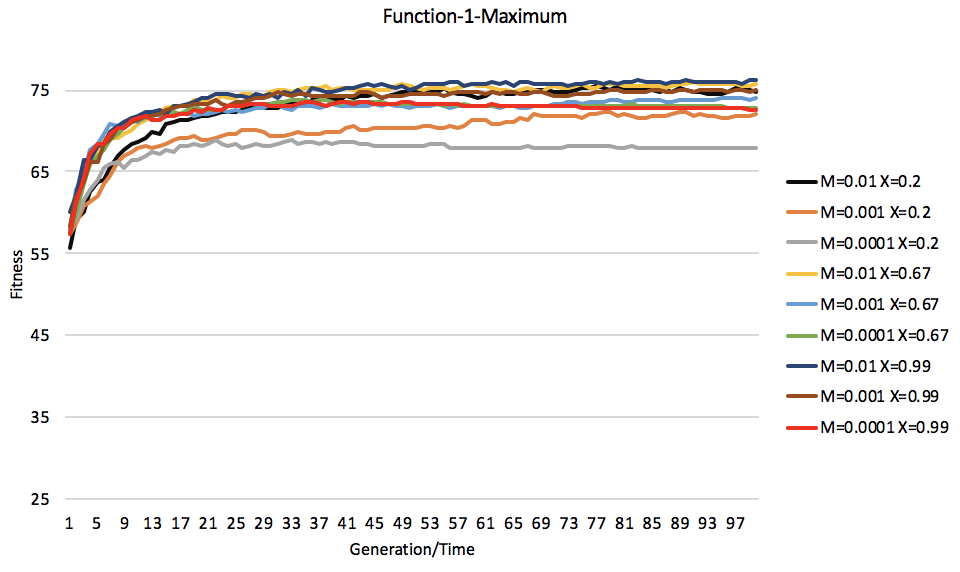 Function-1-Maximum
75
65
55
45
35
25
Fitness
1 5 9 13 17 21 25 29 33 37 41 45 49 53 57 61 65 69 73 77 81 85 89 93 97
Generation/Time
M=0.01 X=0.2
M=0.001 X=0.2
M=0.0001 X=0.2
M=0.01 X=0.67
M=0.001 X=0.67
M=0.0001 X=0.67
M=0.01 X=0.99
M=0.001 X=0.99
M=0.0001 X=0.99